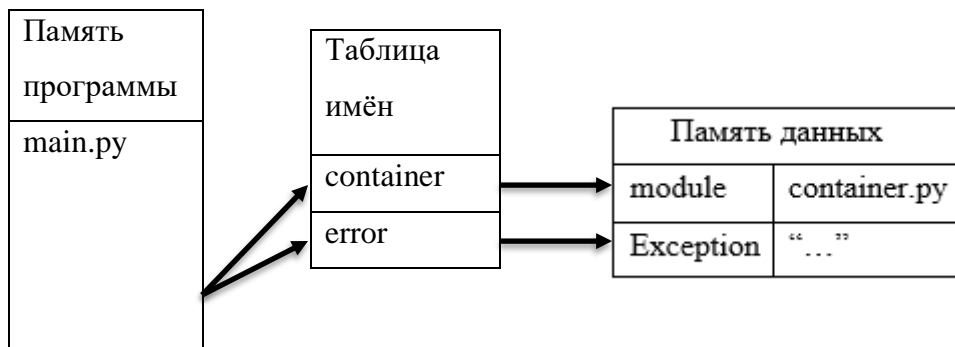 Память
программы
main.py
Таблица
имён
container
error
Память данных
module container.py
Exception “…”